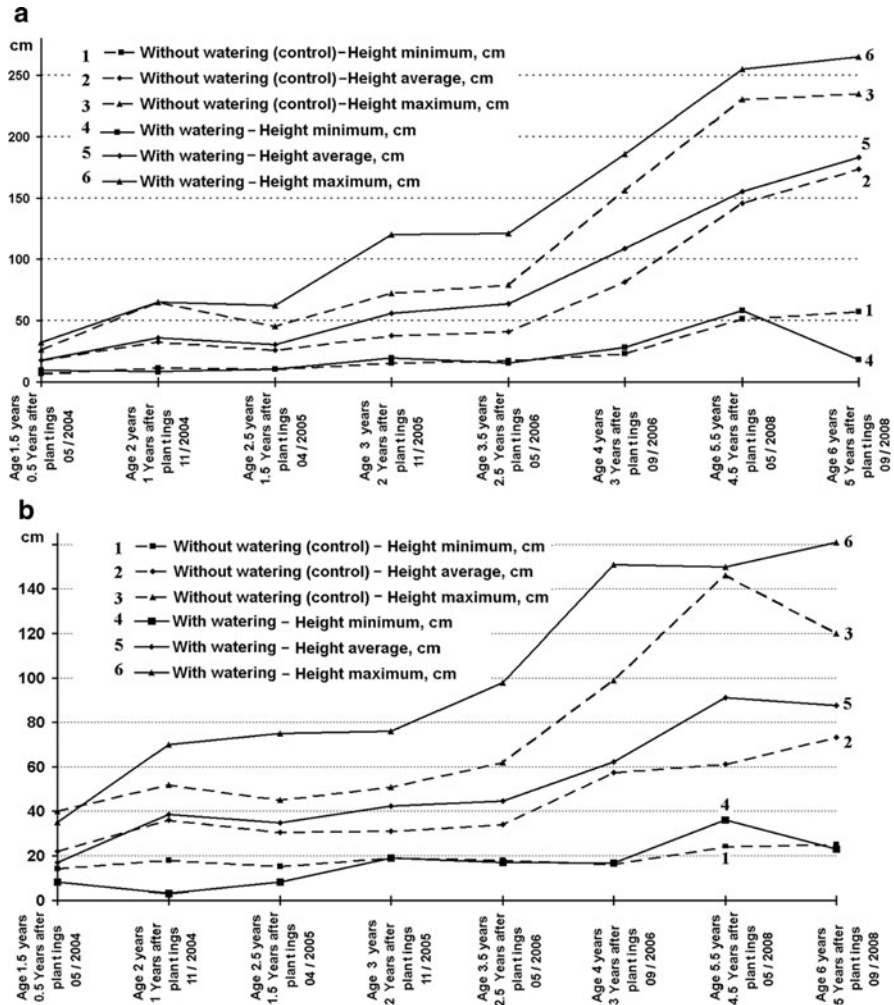 a
cm
1 Without watering (control)–Height minimum, cm
2 Without watering (control)–Height average, cm
3 Without watering (control)–Height maximum, cm
4 With watering – Height minimum, cm
5 With watering – Height average, cm
6 With watering – Height maximum, cm
250
200
150
100
50
0
6
3
5
2
1
4
Age 1.5 years
0.5 Years after
plantings
05/2004
Age 2 years
1 Years after
plantings
11/2004
Age 2.5 years
1.5 Years after
plantings
04/2005
Age 3 years
2 Years after
plantings
11/2005
Age 3.5 years
2.5 Years after
plantings
05/2006
Age 4 years
3 Years after
plantings
09/2006
Age 5.5 years
4.5 Years after
plantings
05/2008
Age 6 years
5 Years after
plantings
09/2008
b
cm
1 Without watering (control) – Height minimum, cm
2 Without watering (control) – Height average, cm
3 Without watering (control) – Height maximum, cm
4 With watering – Height minimum, cm
5 With watering – Height average, cm
6 With watering – Height maximum, cm
140
120
100
80
60
40
20
0
6
3
5
2
4
1
Age 1.5 years
0.5 Years after
plantings
05/2004
Age 2 years
1 Years after
plantings
11/2004
Age 2.5 years
1.5 Years after
plantings
04/2005
Age 3 years
2 Years after
plantings
11/2005
Age 3.5 years
2.5 Years after
plantings
05/2006
Age 4 years
3 Years after
plantings
09/2006
Age 5.5 years
4.5 Years after
plantings
05/2008
Age 6 years
5 Years after
plantings
09/2008